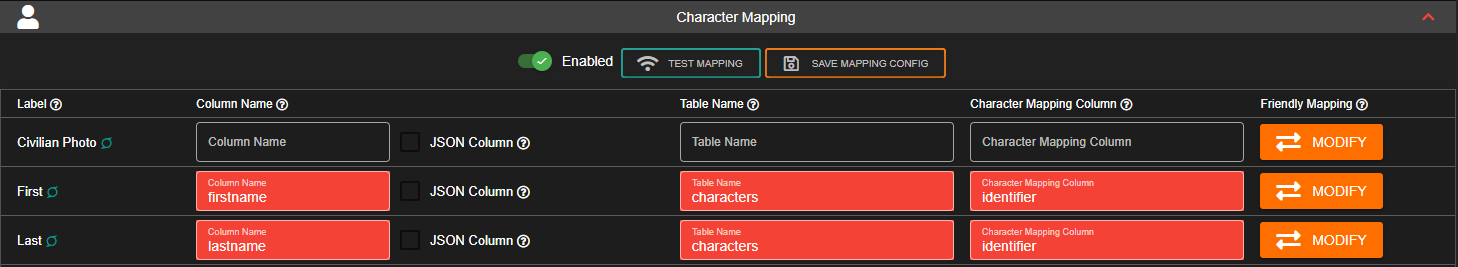 Character Mapping
Enabled TEST MAPPING SAVE MAPPING CONFIG
Label Column Name Table Name Character Mapping Column Friendly Mapping
Civilian Photo Column Name JSON Column Table Name Character Mapping Column MODIFY
Column Name Table Name Character Mapping Column
First firstname JSON Column characters identifier MODIFY
Column Name Table Name Character Mapping Column
Last lastname JSON Column characters identifier MODIFY